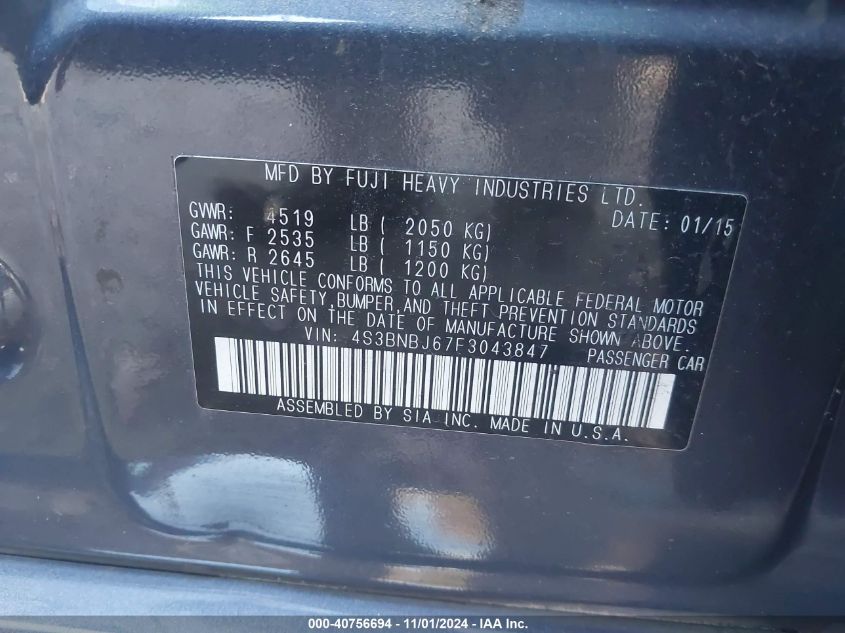 MFD BY FUJI HEAVY INDUSTRIES LTD.
GVWR: 4519 LB ( 2050 KG) DATE: 01/15
GAWR: F 2535 LB ( 1150 KG)
GAWR: R 2645 LB ( 1200 KG)
THIS VEHICLE CONFORMS TO ALL APPLICABLE FEDERAL MOTOR
VEHICLE SAFETY, BUMPER, AND THEFT PREVENTION STANDARDS
IN EFFECT ON THE DATE OF MANUFACTURE SHOWN ABOVE.
VIN: 4S3BNBJ67F3043847 PASSENGER CAR
ASSEMBLED BY SIA INC. MADE IN U.S.A.
000-40756694 - 11/01/2024 - IAAI Inc.